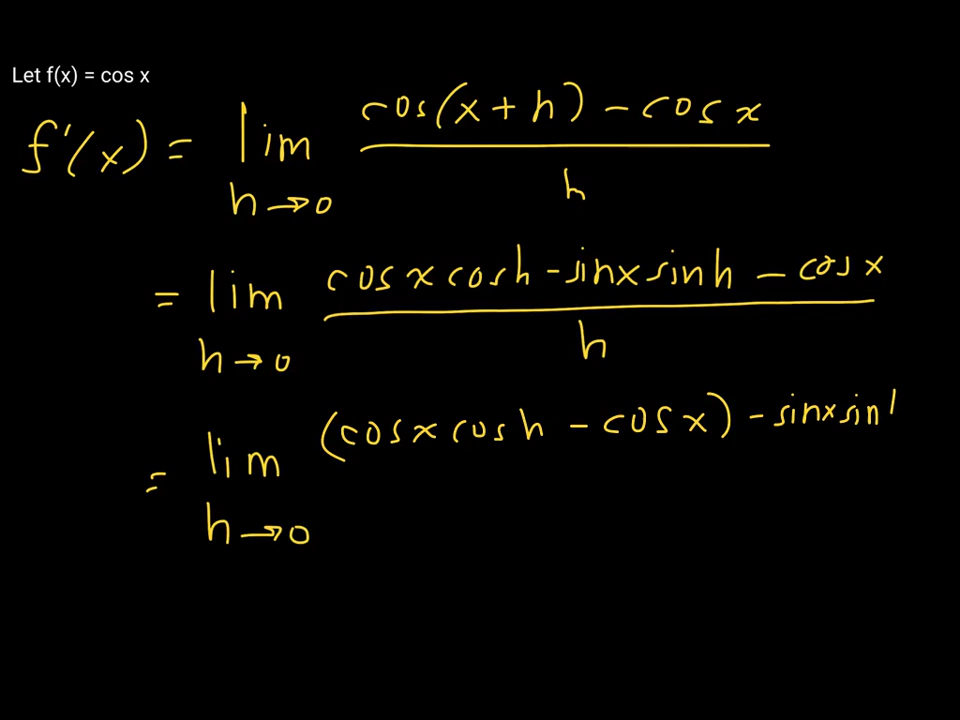 Let f(x) = cos x
f'(x) = lim cos(x + h) - cos x
h→0 h
= lim cos x cos h - sin x sin h - cos x
h→0 h
= lim (cos x cos h - cos x) - sin x sin
h→0